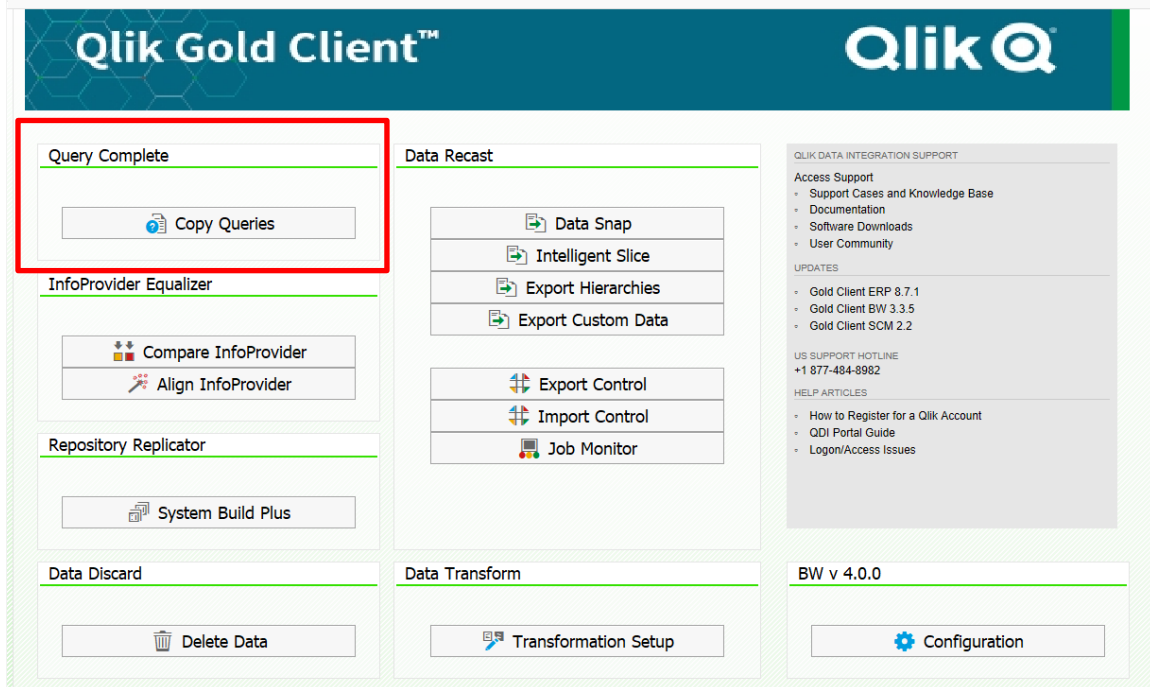 Qlik Gold Client™
Qlik
Query Complete
Copy Queries
InfoProvider Equalizer
Compare InfoProvider
Align InfoProvider
Repository Replicator
System Build Plus
Data Discard
Delete Data
Data Recast
Data Snap
Intelligent Slice
Export Hierarchies
Export Custom Data
Export Control
Import Control
Job Monitor
Data Transform
Transformation Setup
QLIK DATA INTEGRATION SUPPORT
Access Support
◦ Support Cases and Knowledge Base
◦ Documentation
◦ Software Downloads
◦ User Community
UPDATES
◦ Gold Client ERP 8.7.1
◦ Gold Client BW 3.3.5
◦ Gold Client SCM 2.2
US SUPPORT HOTLINE
+1 877-484-8982
HELP ARTICLES
◦ How to Register for a Qlik Account
◦ QDI Portal Guide
◦ Logon/Access Issues
BW v 4.0.0
Configuration